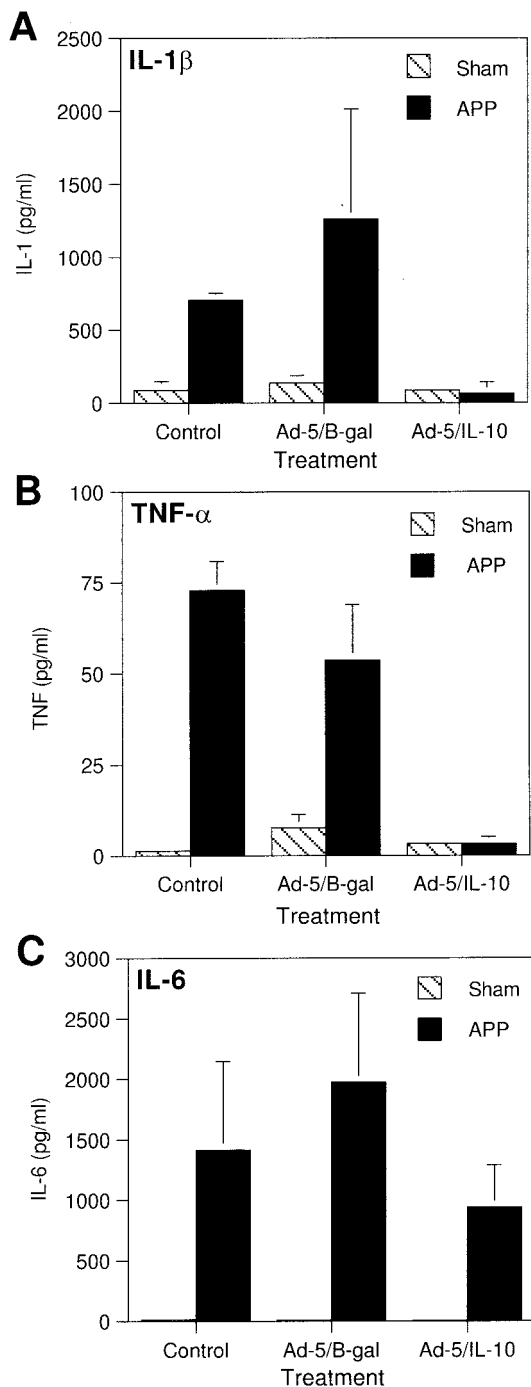 A
IL-1β
Sham
APP
2500
2000
1500
1000
500
0
IL-1 (pg/ml)
Control Ad-5/B-gal Ad-5/IL-10
Treatment
B
TNF-α
Sham
APP
100
75
50
25
0
TNF (pg/ml)
Control Ad-5/B-gal Ad-5/IL-10
Treatment
C
IL-6
Sham
APP
3000
2500
2000
1500
1000
500
0
IL-6 (pg/ml)
Control Ad-5/B-gal Ad-5/IL-10
Treatment